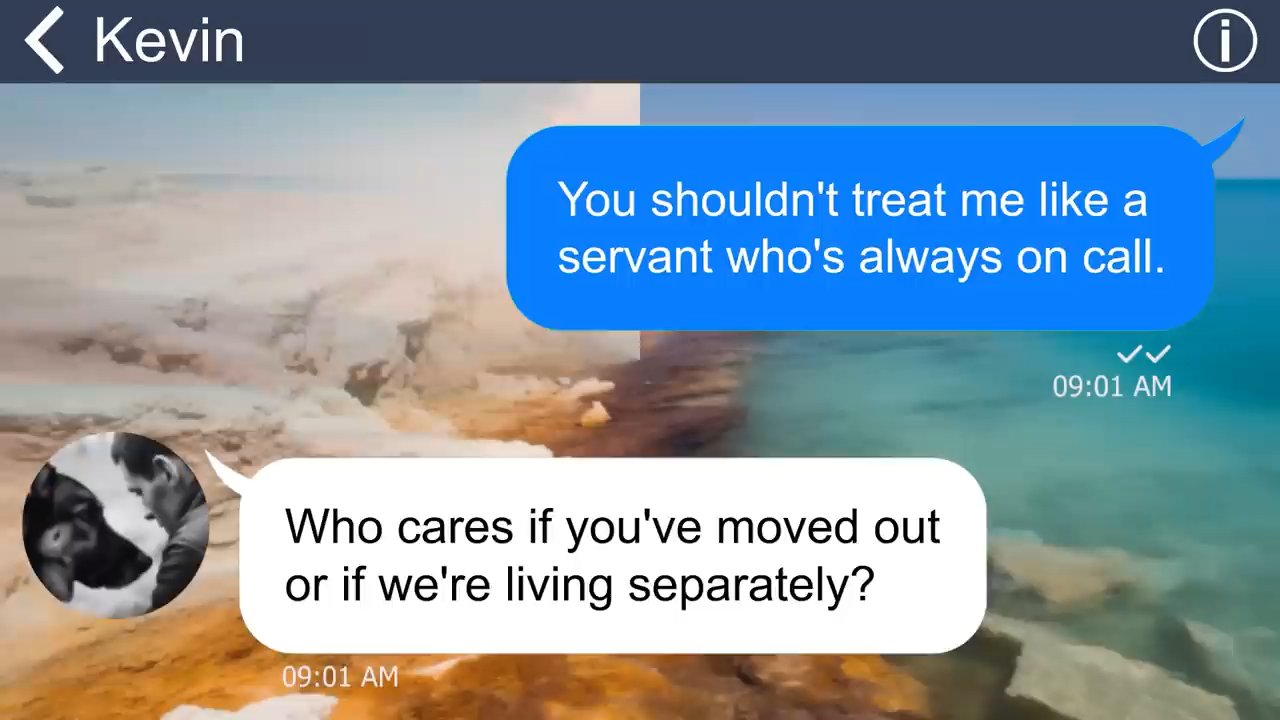 Kevin
You shouldn't treat me like a
servant who's always on call.
09:01 AM
Who cares if you've moved out
or if we're living separately?
09:01 AM